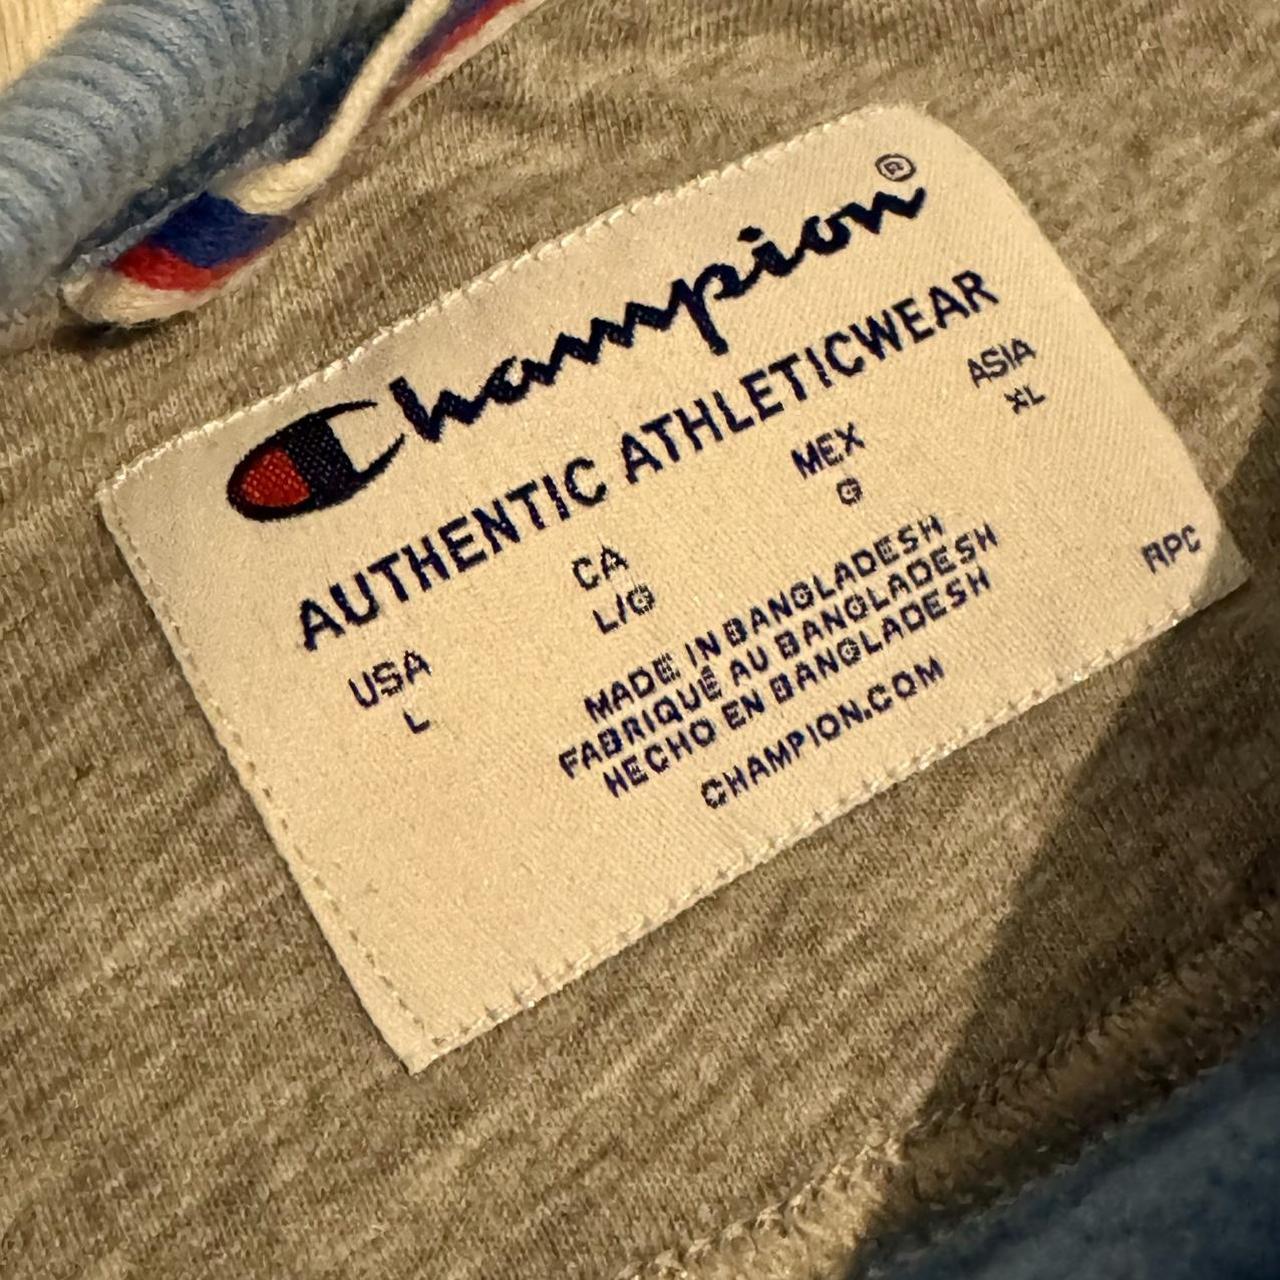 Champion®
AUTHENTIC ATHLETICWEAR
USA CA MEX ASIA
L L/G G XL
MADE IN BANGLADESH
FABRIQUÉ AU BANGLADESH
HECHO EN BANGLADESH
CHAMPION.COM
RPC